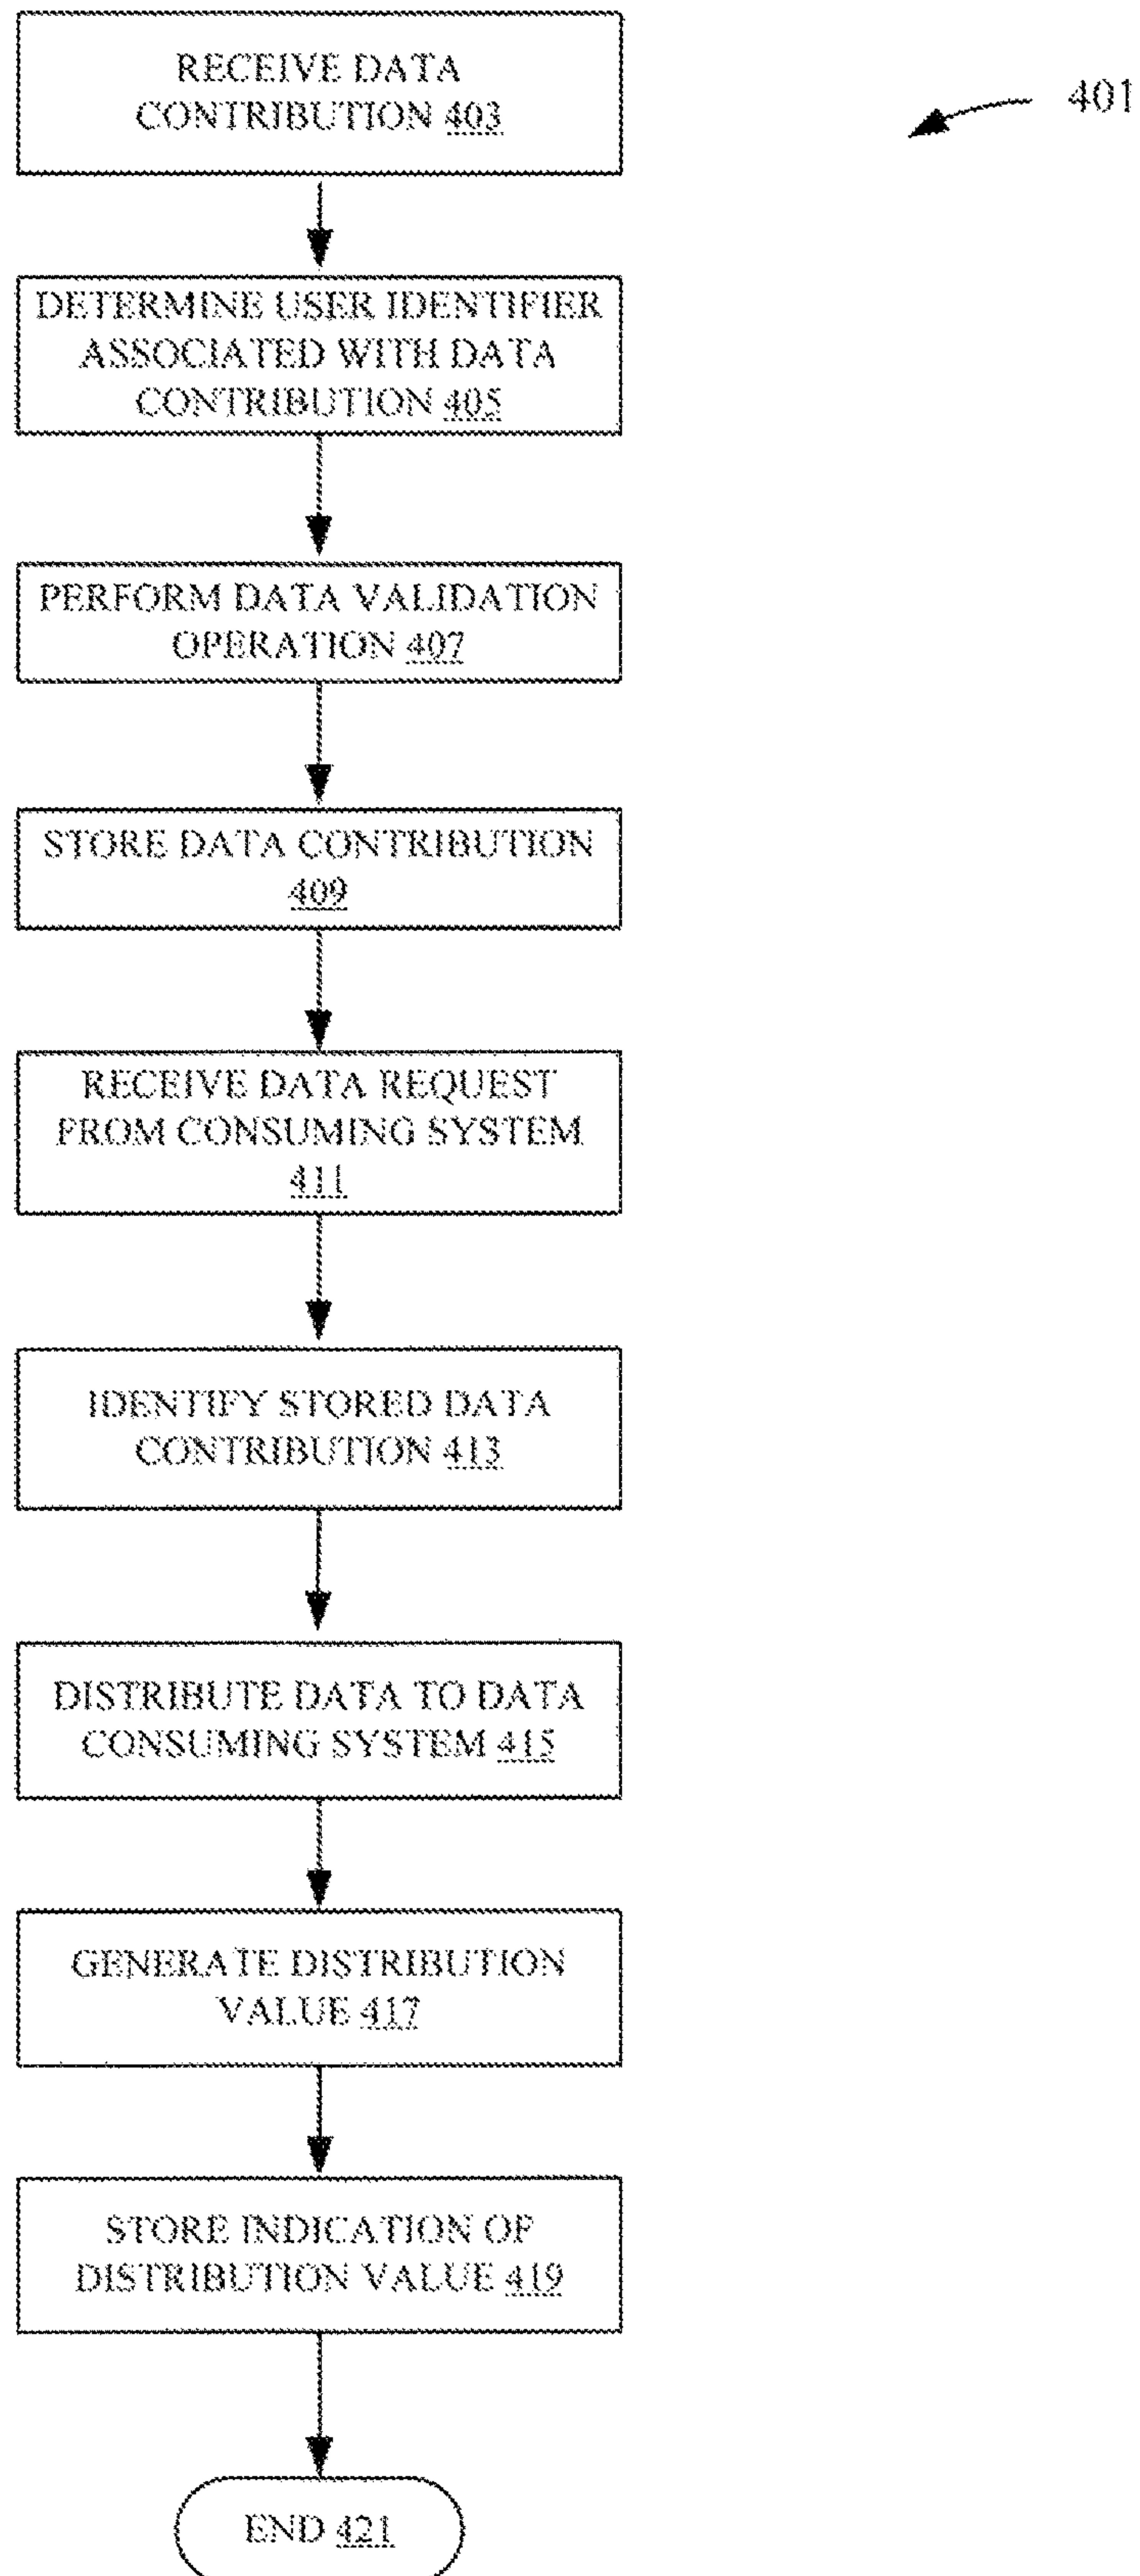 RECEIVE DATA
CONTRIBUTION 403
401
DETERMINE USER IDENTIFIER
ASSOCIATED WITH DATA
CONTRIBUTION 405
PERFORM DATA VALIDATION
OPERATION 407
STORE DATA CONTRIBUTION
409
RECEIVE DATA REQUEST
FROM CONSUMING SYSTEM
411
IDENTIFY STORED DATA
CONTRIBUTION 413
DISTRIBUTE DATA TO DATA
CONSUMING SYSTEM 415
GENERATE DISTRIBUTION
VALUE 417
STORE INDICATION OF
DISTRIBUTION VALUE 419
END 421